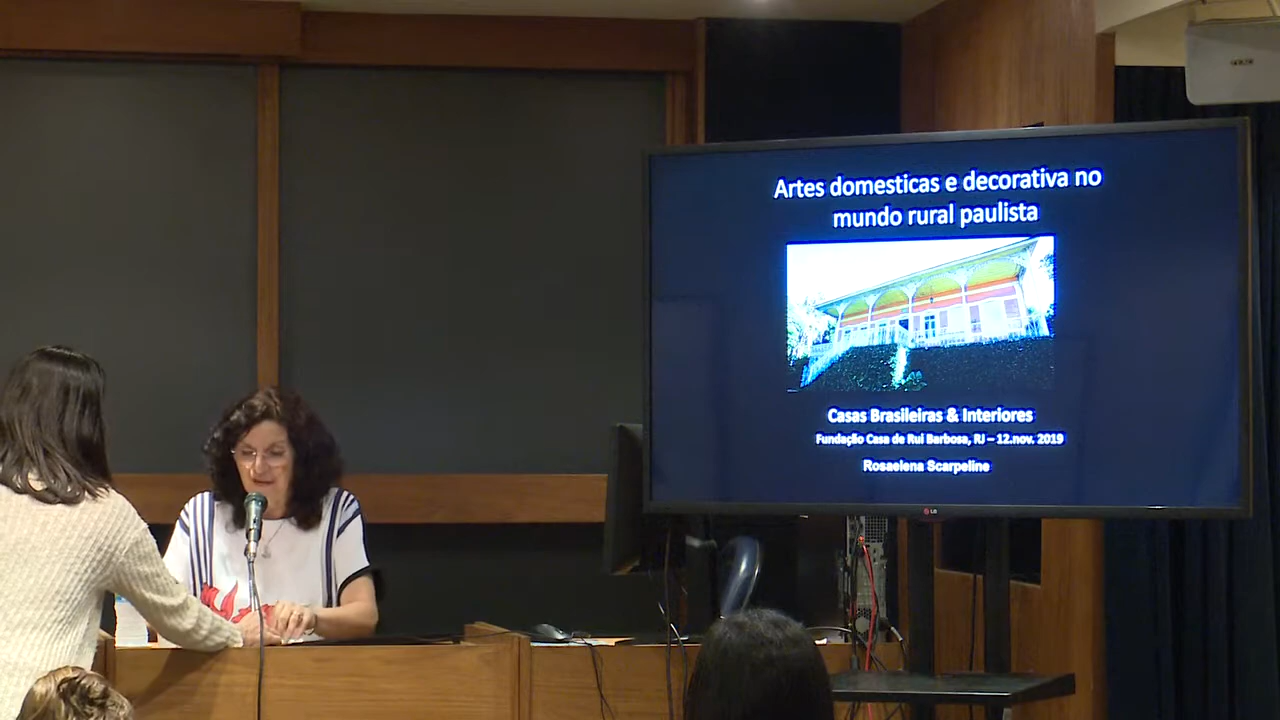 Artes domesticas e decorativa no
mundo rural paulista
Casas Brasileiras & Interiores
Fundação Casa de Rui Barbosa, RJ – 12.nov. 2019
Rosaelena Scarpeline
LG